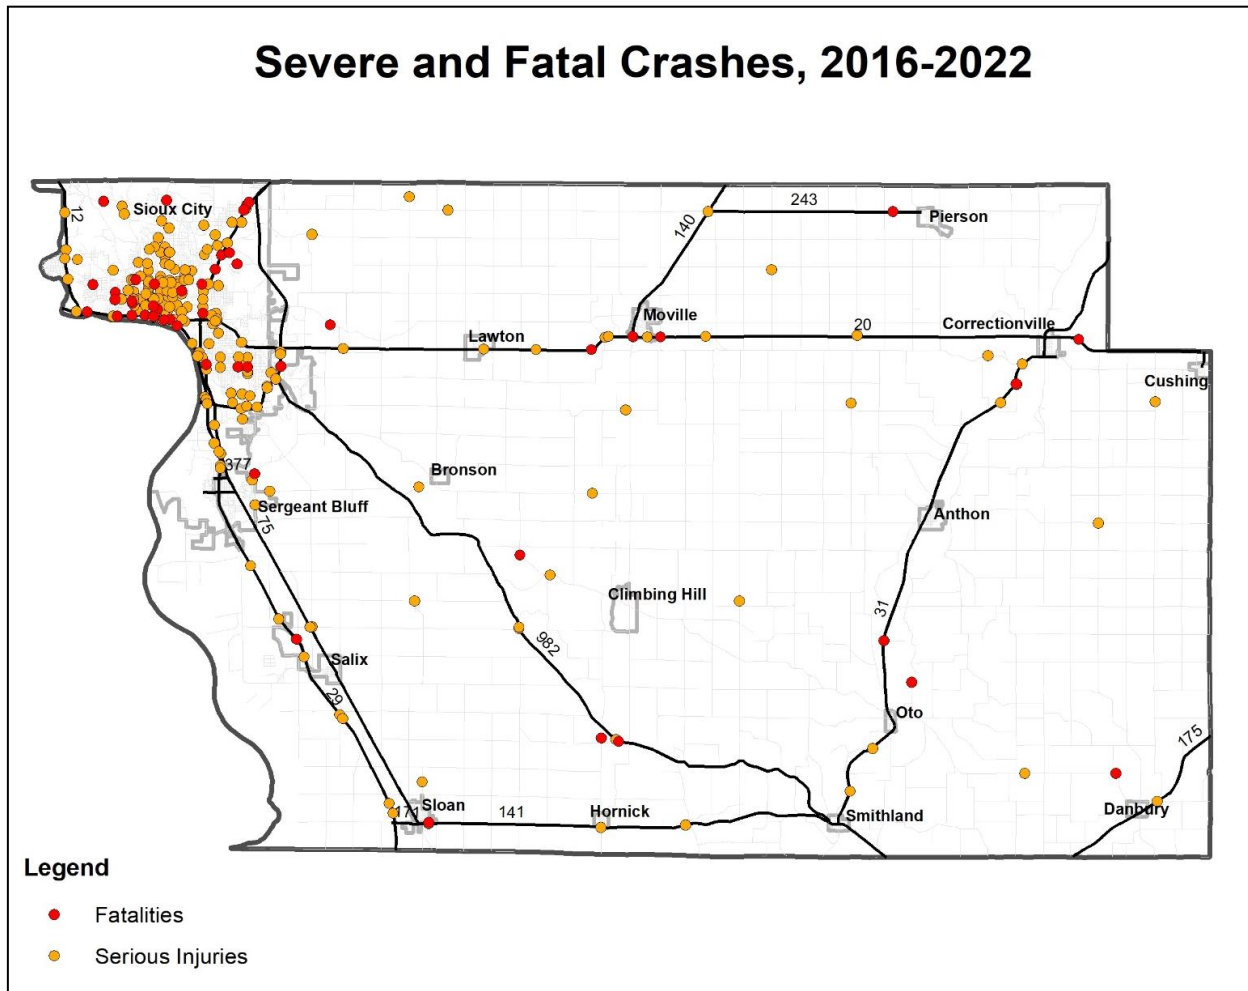 Severe and Fatal Crashes, 2016-2022
Sioux City
12
243
140
Pierson
Moville
20
Correctionville
Lawton
Cushing
Bronson
377
Sergeant Bluff
75
Anthon
Climbing Hill
31
982
Salix
29
Oto
175
Sloan
171
141
Hornick
Smithland
Danbury
Legend
Fatalities
Serious Injuries